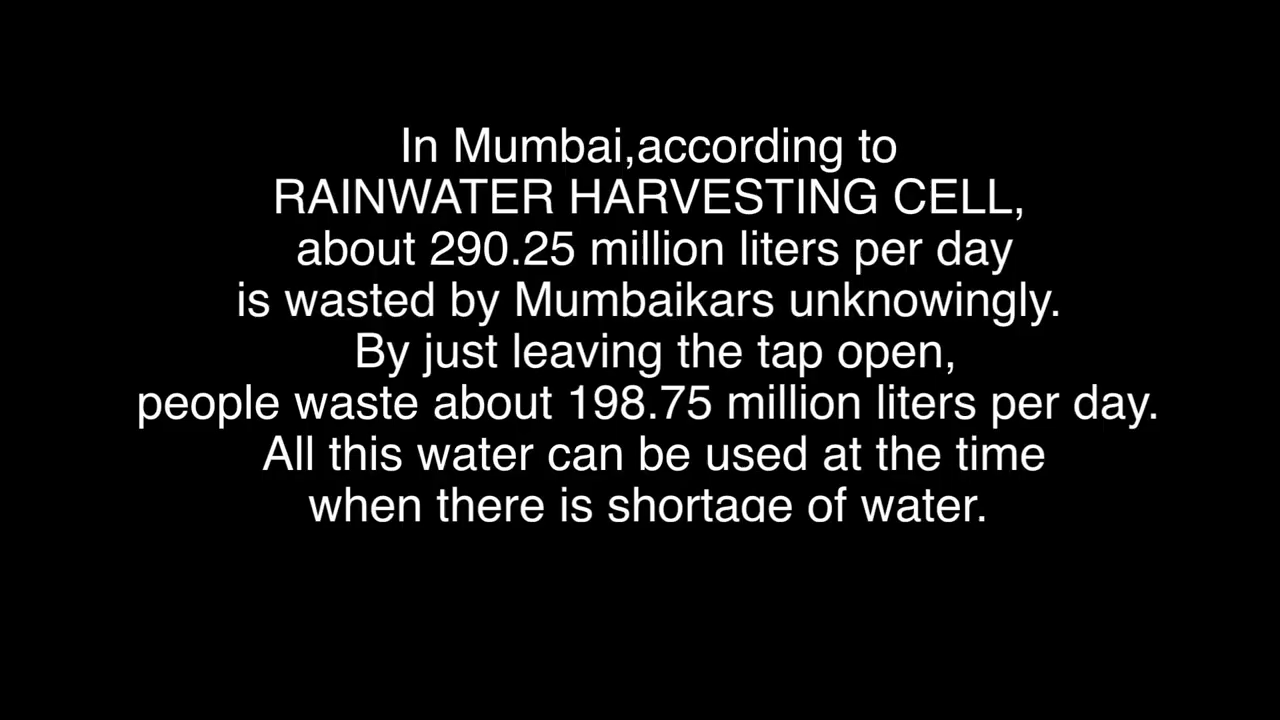 In Mumbai,according to
RAINWATER HARVESTING CELL,
about 290.25 million liters per day
is wasted by Mumbaikars unknowingly.
By just leaving the tap open,
people waste about 198.75 million liters per day.
All this water can be used at the time
when there is shortage of water.